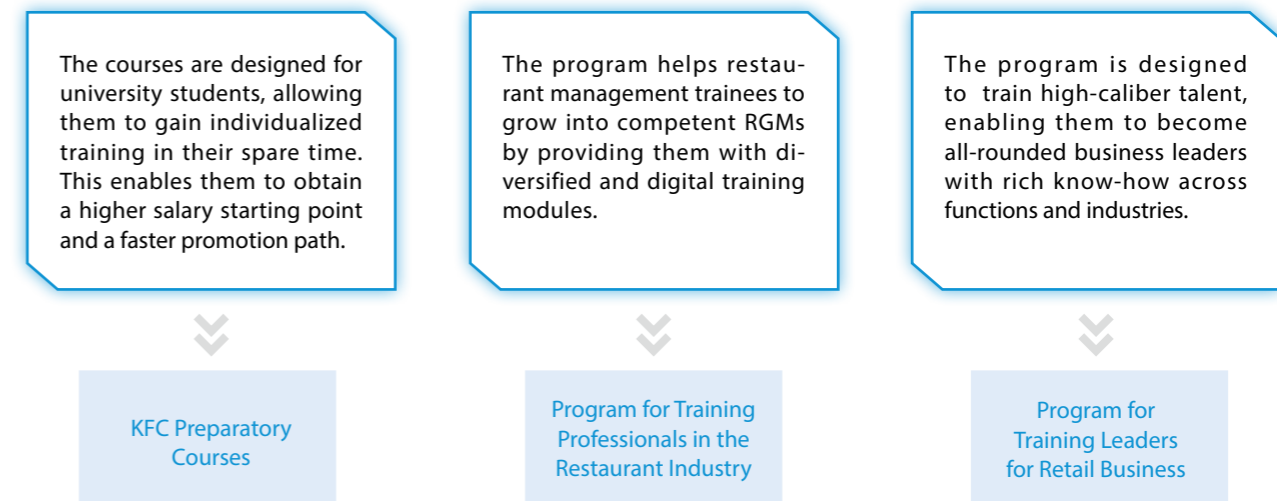 The courses are designed for
university students, allowing
them to gain individualized
training in their spare time.
This enables them to obtain
a higher salary starting point
and a faster promotion path.
The program helps restau-
rant management trainees to
grow into competent RGMs
by providing them with di-
versified and digital training
modules.
The program is designed
to train high-caliber talent,
enabling them to become
all-rounded business leaders
with rich know-how across
functions and industries.
KFC Preparatory
Courses
Program for Training
Professionals in the
Restaurant Industry
Program for
Training Leaders
for Retail Business